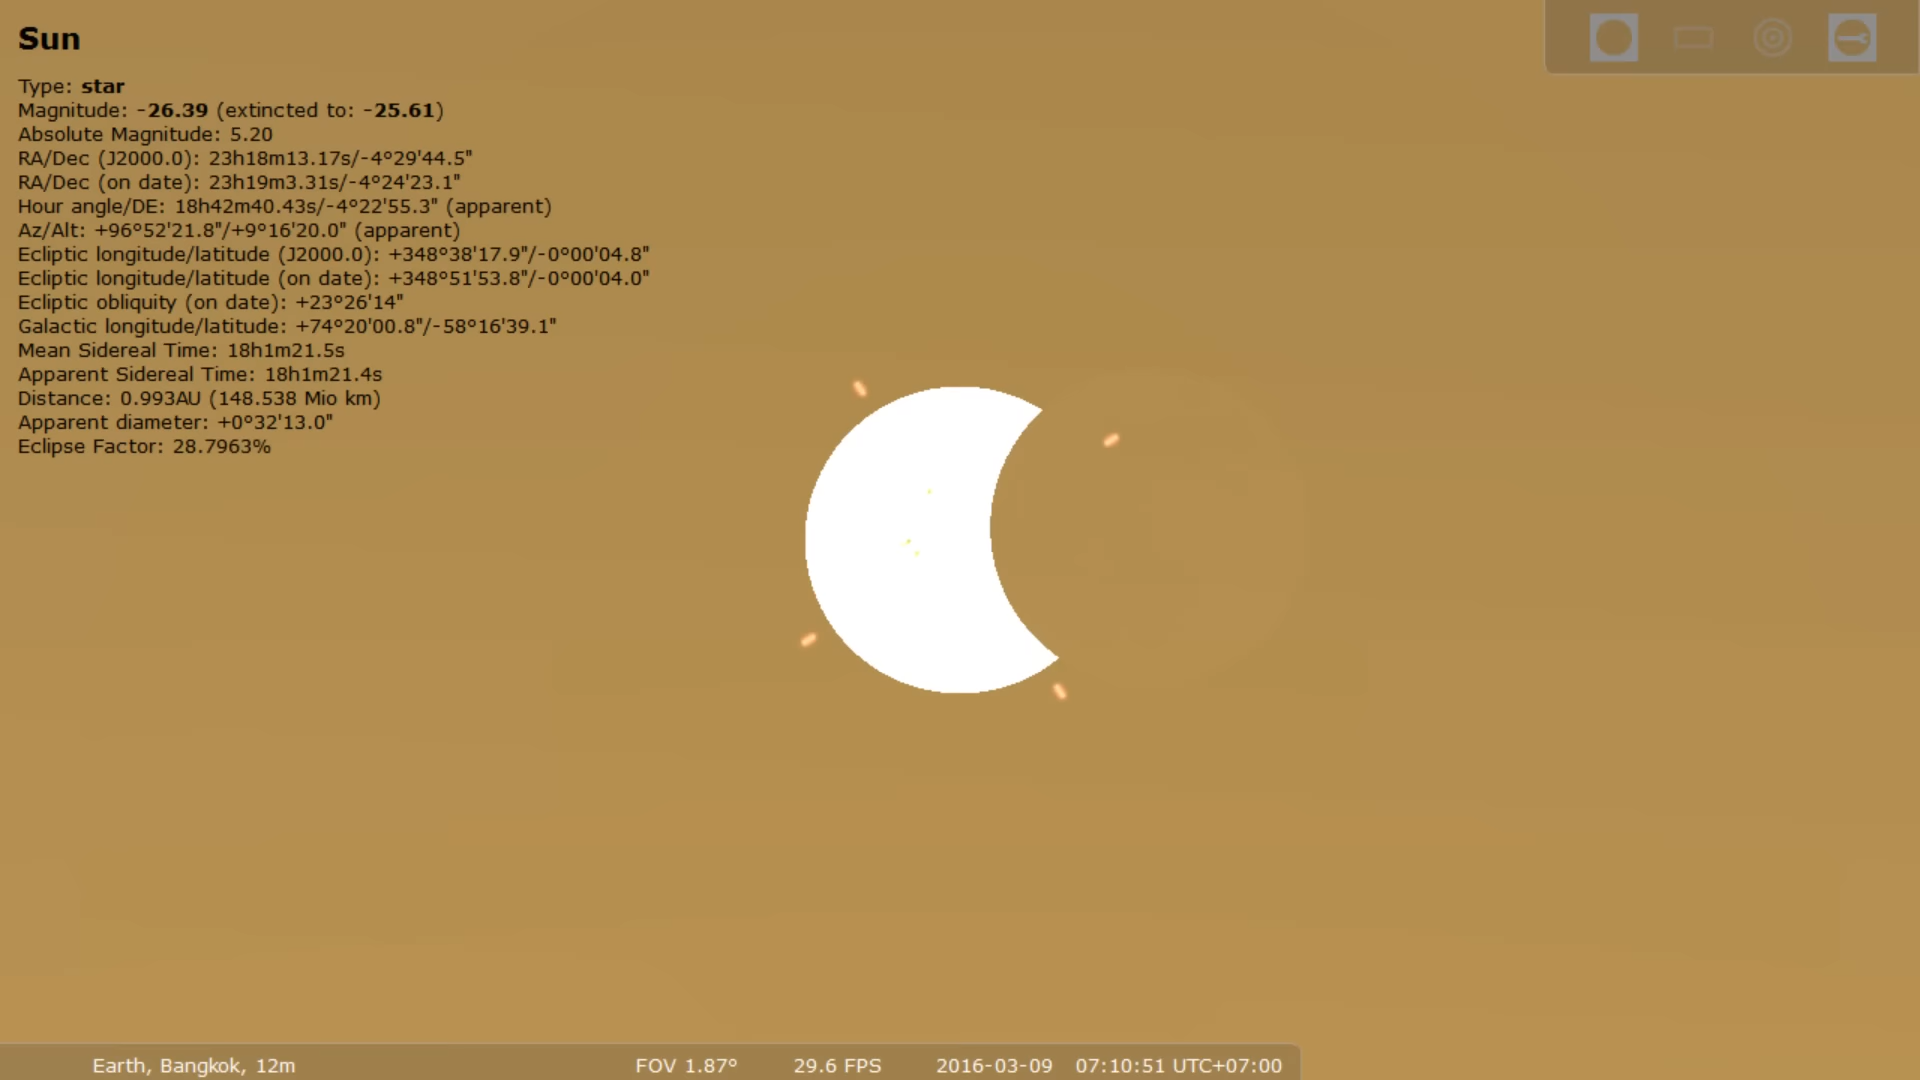 Sun
Type: star
Magnitude: -26.39 (extincted to: -25.61)
Absolute Magnitude: 5.20
RA/Dec (J2000.0): 23h18m13.17s/-4°29'44.5"
RA/Dec (on date): 23h19m3.31s/-4°24'23.1"
Hour angle/DE: 18h42m40.43s/-4°22'55.3" (apparent)
Az/Alt: +96°52'21.8"/+9°16'20.0" (apparent)
Ecliptic longitude/latitude (J2000.0): +348°38'17.9"/-0°00'04.8"
Ecliptic longitude/latitude (on date): +348°51'53.8"/-0°00'04.0"
Ecliptic obliquity (on date): +23°26'14"
Galactic longitude/latitude: +74°20'00.8"/-58°16'39.1"
Mean Sidereal Time: 18h1m21.5s
Apparent Sidereal Time: 18h1m21.4s
Distance: 0.993AU (148.538 Mio km)
Apparent diameter: +0°32'13.0"
Eclipse Factor: 28.7963%
Earth, Bangkok, 12m FOV 1.87° 29.6 FPS 2016-03-09 07:10:51 UTC+07:00